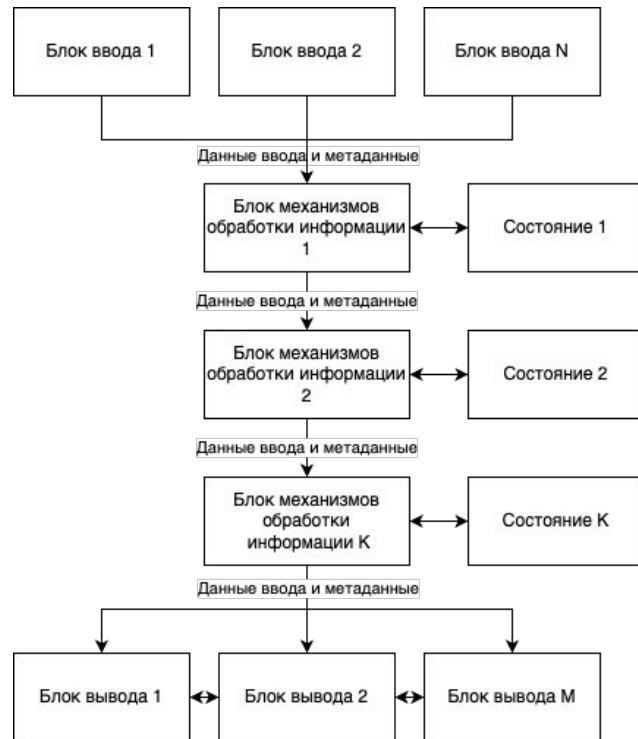 Блок ввода 1
Блок ввода 2
Блок ввода N
Данные ввода и метаданные
Блок механизмов
обработки информации
1
Состояние 1
Данные ввода и метаданные
Блок механизмов
обработки информации
2
Состояние 2
Данные ввода и метаданные
Блок механизмов
обработки
информации K
Состояние K
Данные ввода и метаданные
Блок вывода 1
Блок вывода 2
Блок вывода M